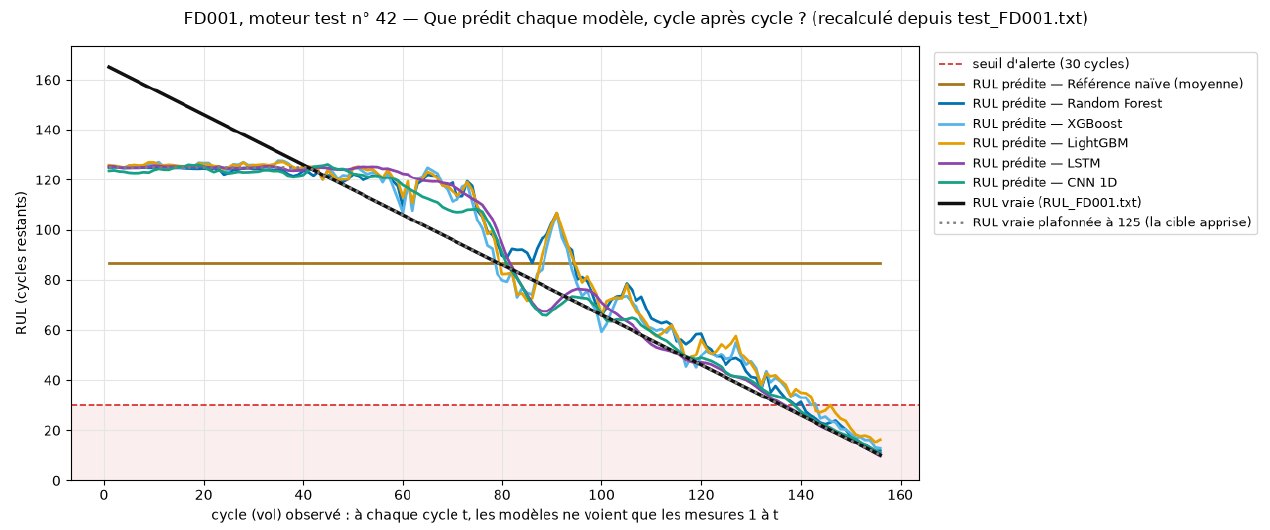 FD001, moteur test n° 42 — Que prédit chaque modèle, cycle après cycle ? (recalculé depuis test_FD001.txt)
RUL (cycles restants)
160
140
120
100
80
60
40
20
0
0 20 40 60 80 100 120 140 160
cycle (vol) observé : à chaque cycle t, les modèles ne voient que les mesures 1 à t
seuil d'alerte (30 cycles)
RUL prédite — Référence naïve (moyenne)
RUL prédite — Random Forest
RUL prédite — XGBoost
RUL prédite — LightGBM
RUL prédite — LSTM
RUL prédite — CNN 1D
RUL vraie (RUL_FD001.txt)
RUL vraie plafonnée à 125 (la cible apprise)